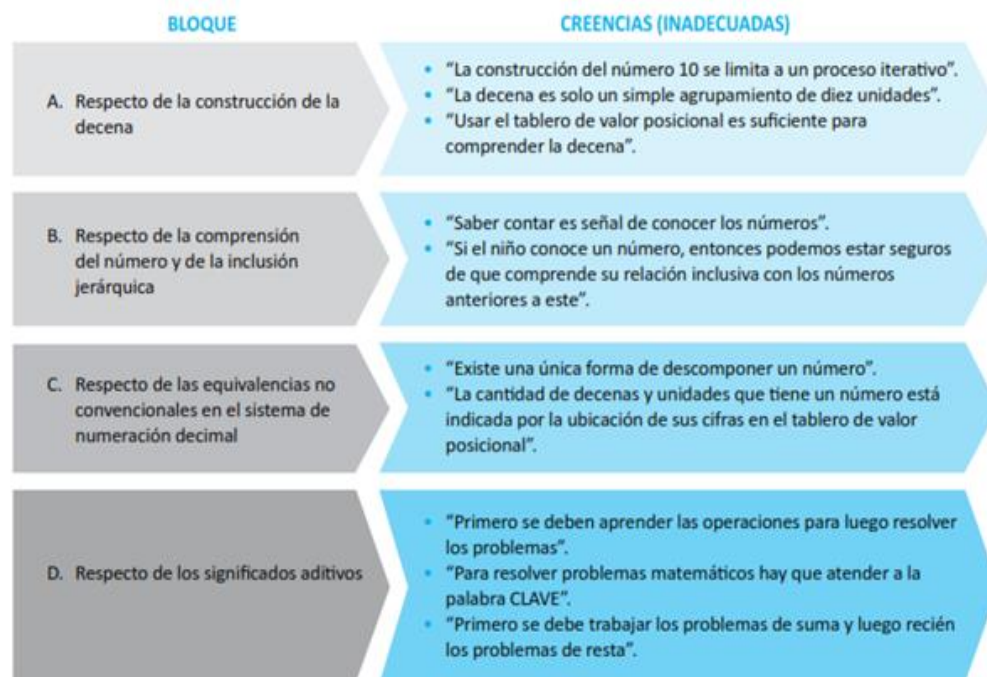 BLOQUE
CREENCIAS (INADECUADAS)
A. Respecto de la construcción de la
decena
• “La construcción del número 10 se limita a un proceso iterativo”.
• “La decena es solo un simple agrupamiento de diez unidades”.
• “Usar el tablero de valor posicional es suficiente para
comprender la decena”.
B. Respecto de la comprensión
del número y de la inclusión
jerárquica
• “Saber contar es señal de conocer los números”.
• “Si el niño conoce un número, entonces podemos estar seguros
de que comprende su relación inclusiva con los números
anteriores a este”.
C. Respecto de las equivalencias no
convencionales en el sistema de
numeración decimal
• “Existe una única forma de descomponer un número”.
• “La cantidad de decenas y unidades que tiene un número está
indicada por la ubicación de sus cifras en el tablero de valor
posicional”.
D. Respecto de los significados aditivos
• “Primero se deben aprender las operaciones para luego resolver
los problemas”.
• “Para resolver problemas matemáticos hay que atender a la
palabra CLAVE”.
• “Primero se debe trabajar los problemas de suma y luego recién
los problemas de resta”.